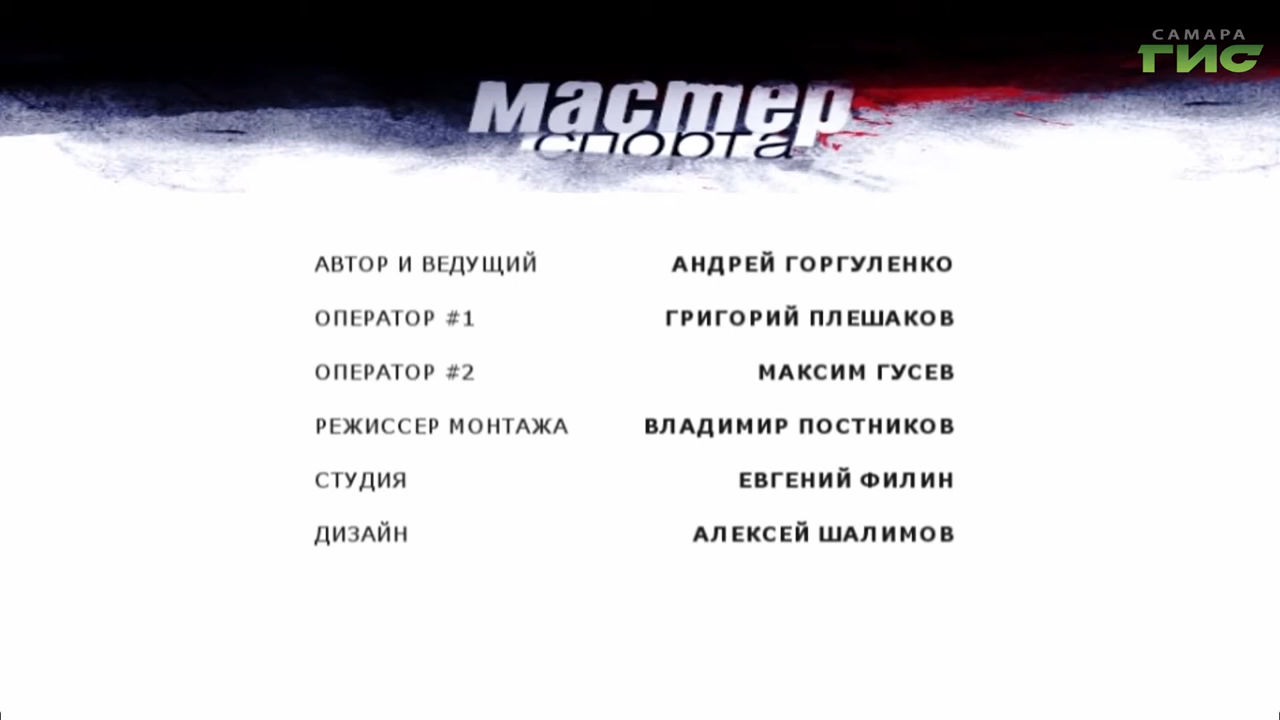 САМАРА
ГИС
мастер
спорта
АВТОР И ВЕДУЩИЙ АНДРЕЙ ГОРГУЛЕНКО
ОПЕРАТОР #1 ГРИГОРИЙ ПЛЕШАКОВ
ОПЕРАТОР #2 МАКСИМ ГУСЕВ
РЕЖИССЕР МОНТАЖА ВЛАДИМИР ПОСТНИКОВ
СТУДИЯ ЕВГЕНИЙ ФИЛИН
ДИЗАЙН АЛЕКСЕЙ ШАЛИМОВ